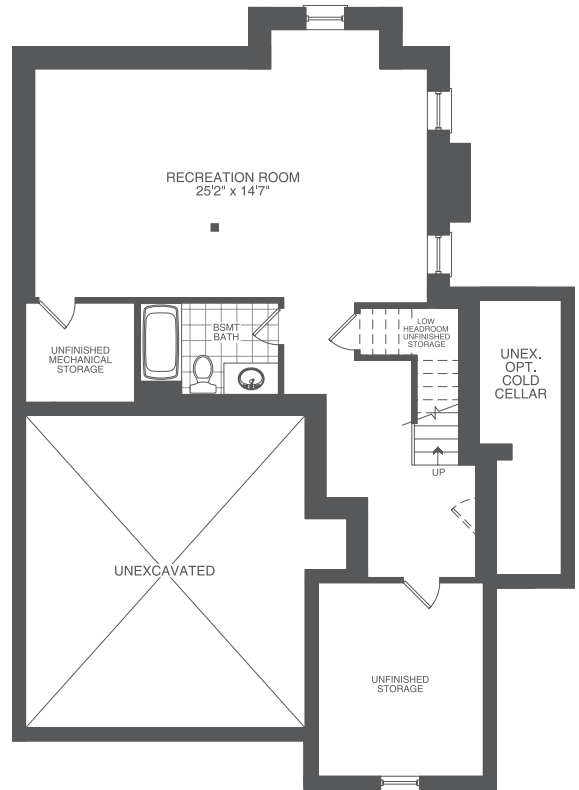 RECREATION ROOM
25'2" x 14'7"
UNFINISHED
MECHANICAL
STORAGE
BSMT
BATH
LOW
HEADROOM
UNFINISHED
STORAGE
UNEX.
OPT.
COLD
CELLAR
UP
UNEXCAVATED
UNFINISHED
STORAGE